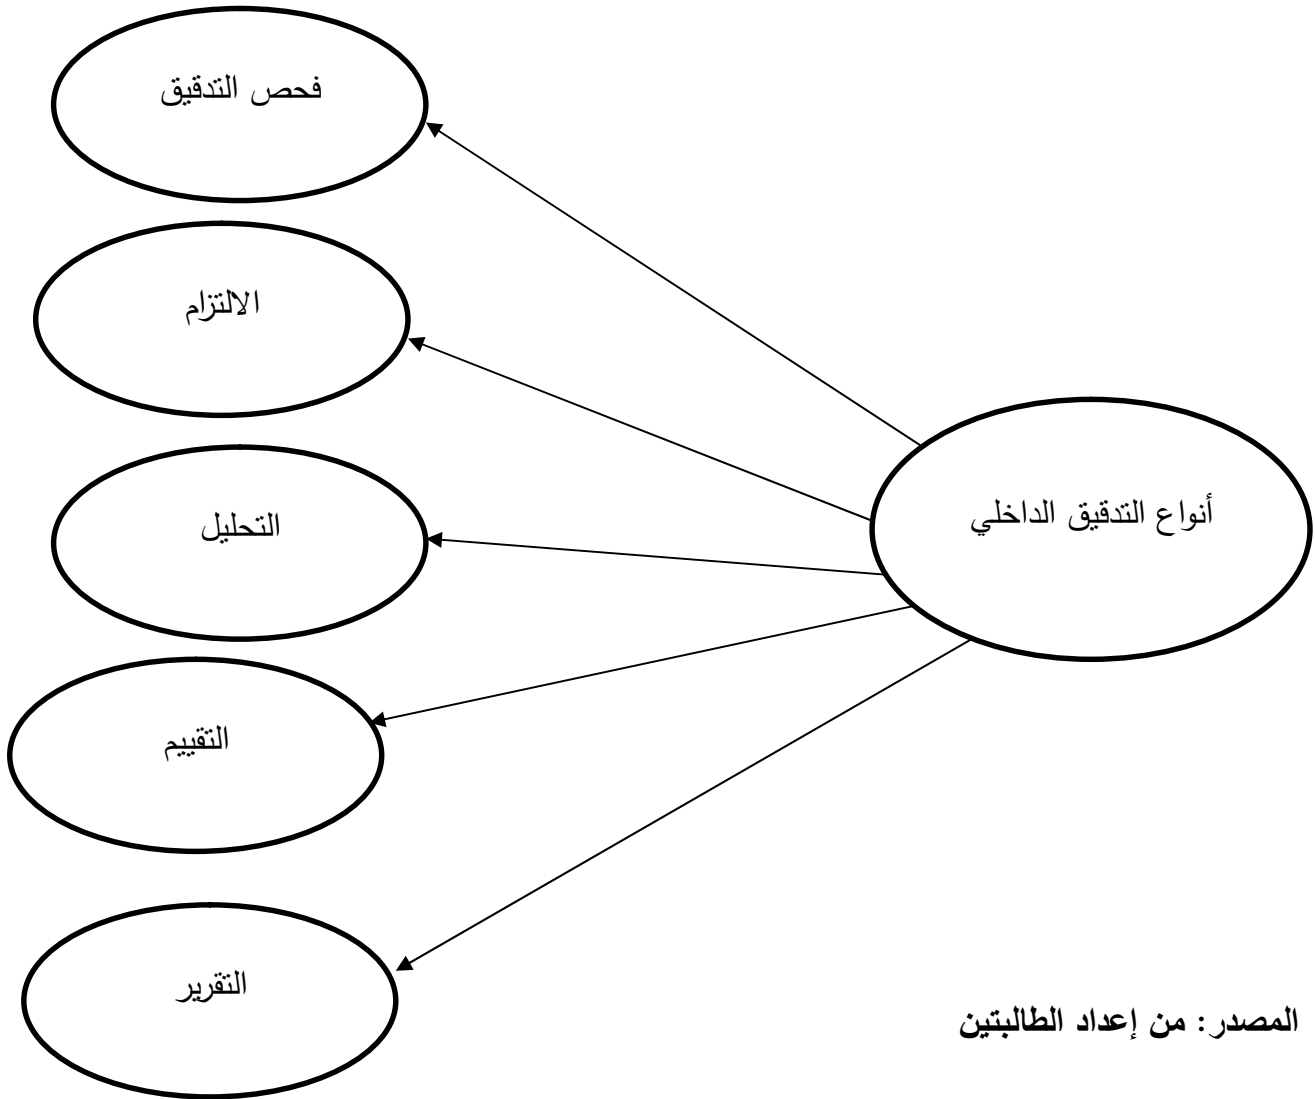 فحص التدقيق
الالتزام
أنواع التدقيق الداخلي
التحليل
التقييم
التقرير
المصدر: من إعداد الطالبتين